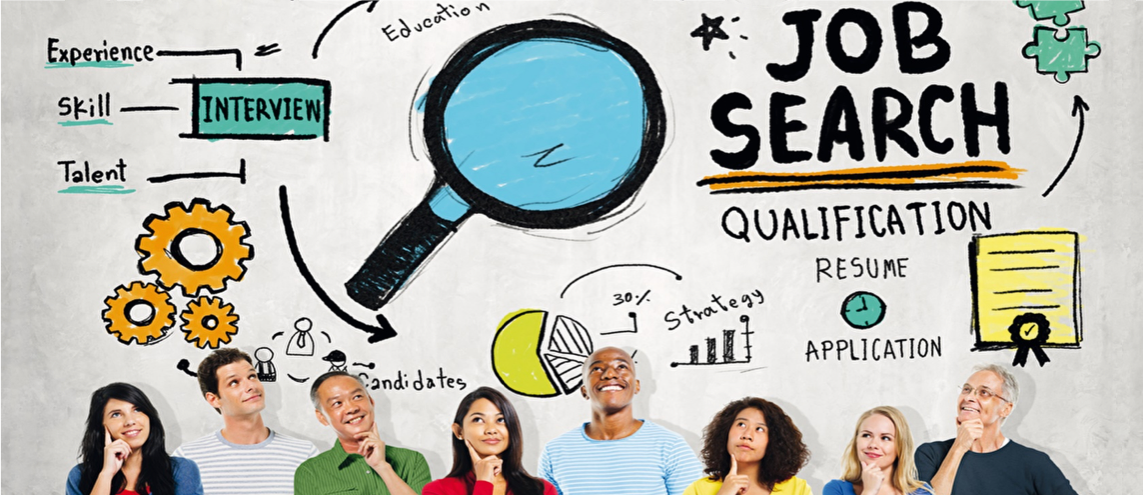 Experience
Skill
Talent
INTERVIEW
Education
JOB
SEARCH
QUALIFICATION
RESUME
APPLICATION
30%
Strategy
Candidates